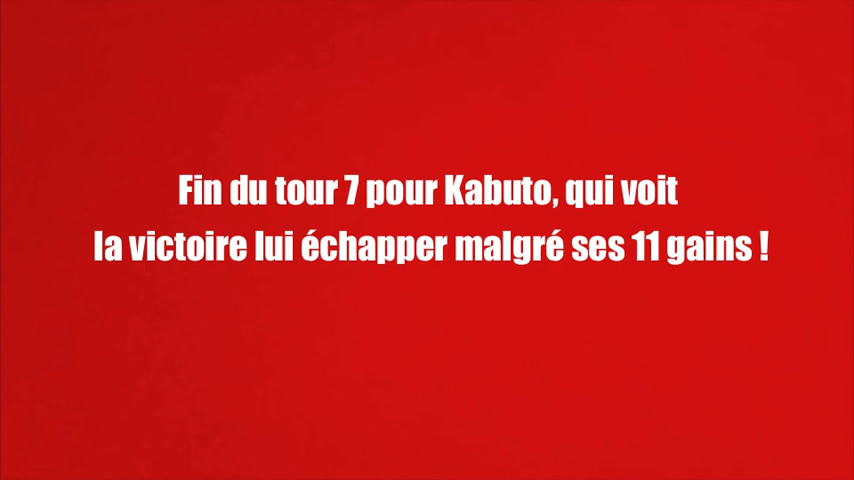 Fin du tour 7 pour Kabuto, qui voit
la victoire lui échapper malgré ses 11 gains !